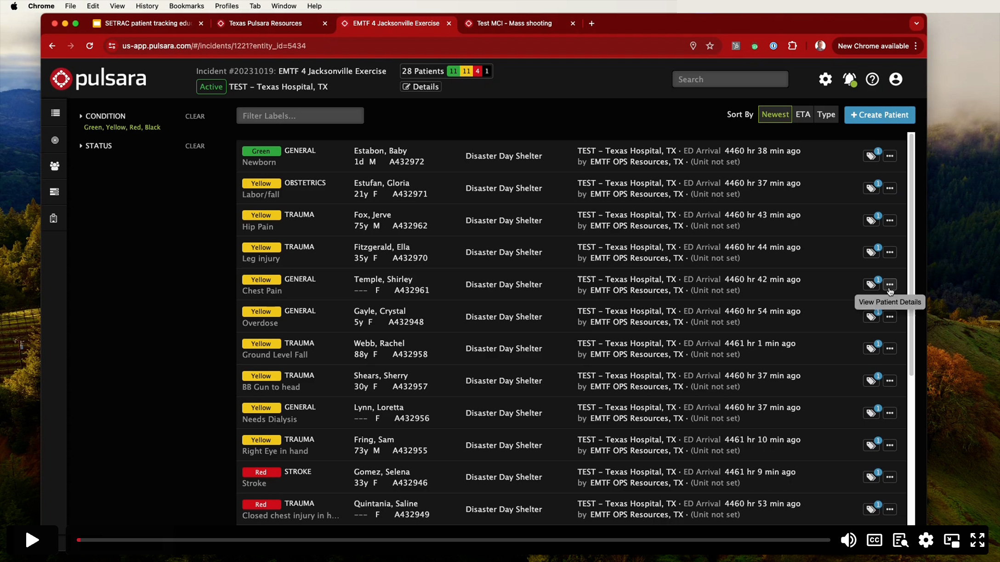 Chrome File Edit View History Bookmarks Profiles Tab Window Help
SETRAC patient tracking edu
Texas Pulsara Resources
EMTF 4 Jacksonville Exercise
Test MCI - Mass shooting
us-app.pulsara.com/#/incidents/1221?entity_id=5434
New Chrome available
pulsara
Incident #20231019: EMTF 4 Jacksonville Exercise
28 Patients 11 11 4 1
Active TEST – Texas Hospital, TX
Details
Search
CONDITION CLEAR
Green, Yellow, Red, Black
STATUS CLEAR
Filter Labels...
Sort By Newest ETA Type
+ Create Patient
Green GENERAL Estabon, Baby Disaster Day Shelter TEST – Texas Hospital, TX · ED Arrival 4460 hr 38 min ago 1
Newborn 1d M A432972 by EMTF OPS Resources, TX · (Unit not set)
Yellow OBSTETRICS Estufan, Gloria Disaster Day Shelter TEST – Texas Hospital, TX · ED Arrival 4460 hr 37 min ago 1
Labor/fall 21y F A432971 by EMTF OPS Resources, TX · (Unit not set)
Yellow TRAUMA Fox, Jerve Disaster Day Shelter TEST – Texas Hospital, TX · ED Arrival 4460 hr 43 min ago 1
Hip Pain 75y M A432962 by EMTF OPS Resources, TX · (Unit not set)
Yellow TRAUMA Fitzgerald, Ella Disaster Day Shelter TEST – Texas Hospital, TX · ED Arrival 4460 hr 44 min ago 1
Leg injury 35y F A432970 by EMTF OPS Resources, TX · (Unit not set)
Yellow GENERAL Temple, Shirley Disaster Day Shelter TEST – Texas Hospital, TX · ED Arrival 4460 hr 42 min ago 1
Chest Pain --- F A432961 by EMTF OPS Resources, TX · (Unit not set)
View Patient Details
Yellow GENERAL Gayle, Crystal Disaster Day Shelter TEST – Texas Hospital, TX · ED Arrival 4460 hr 54 min ago 1
Overdose 5y F A432948 by EMTF OPS Resources, TX · (Unit not set)
Yellow TRAUMA Webb, Rachel Disaster Day Shelter TEST – Texas Hospital, TX · ED Arrival 4461 hr 1 min ago 1
Ground Level Fall 88y F A432958 by EMTF OPS Resources, TX · (Unit not set)
Yellow TRAUMA Shears, Sherry Disaster Day Shelter TEST – Texas Hospital, TX · ED Arrival 4460 hr 37 min ago 1
BB Gun to head 30y F A432957 by EMTF OPS Resources, TX · (Unit not set)
Yellow GENERAL Lynn, Loretta Disaster Day Shelter TEST – Texas Hospital, TX · ED Arrival 4460 hr 37 min ago 1
Needs Dialysis --- F A432956 by EMTF OPS Resources, TX · (Unit not set)
Yellow TRAUMA Fring, Sam Disaster Day Shelter TEST – Texas Hospital, TX · ED Arrival 4461 hr 10 min ago 1
Right Eye in hand 73y M A432955 by EMTF OPS Resources, TX · (Unit not set)
Red STROKE Gomez, Selena Disaster Day Shelter TEST – Texas Hospital, TX · ED Arrival 4461 hr 9 min ago 1
Stroke 33y F A432946 by EMTF OPS Resources, TX · (Unit not set)
Red TRAUMA Quintania, Saline Disaster Day Shelter TEST – Texas Hospital, TX · ED Arrival 4460 hr 53 min ago 1
Closed chest injury in h... --- F A432949 by EMTF OPS Resources, TX · (Unit not set)
CC